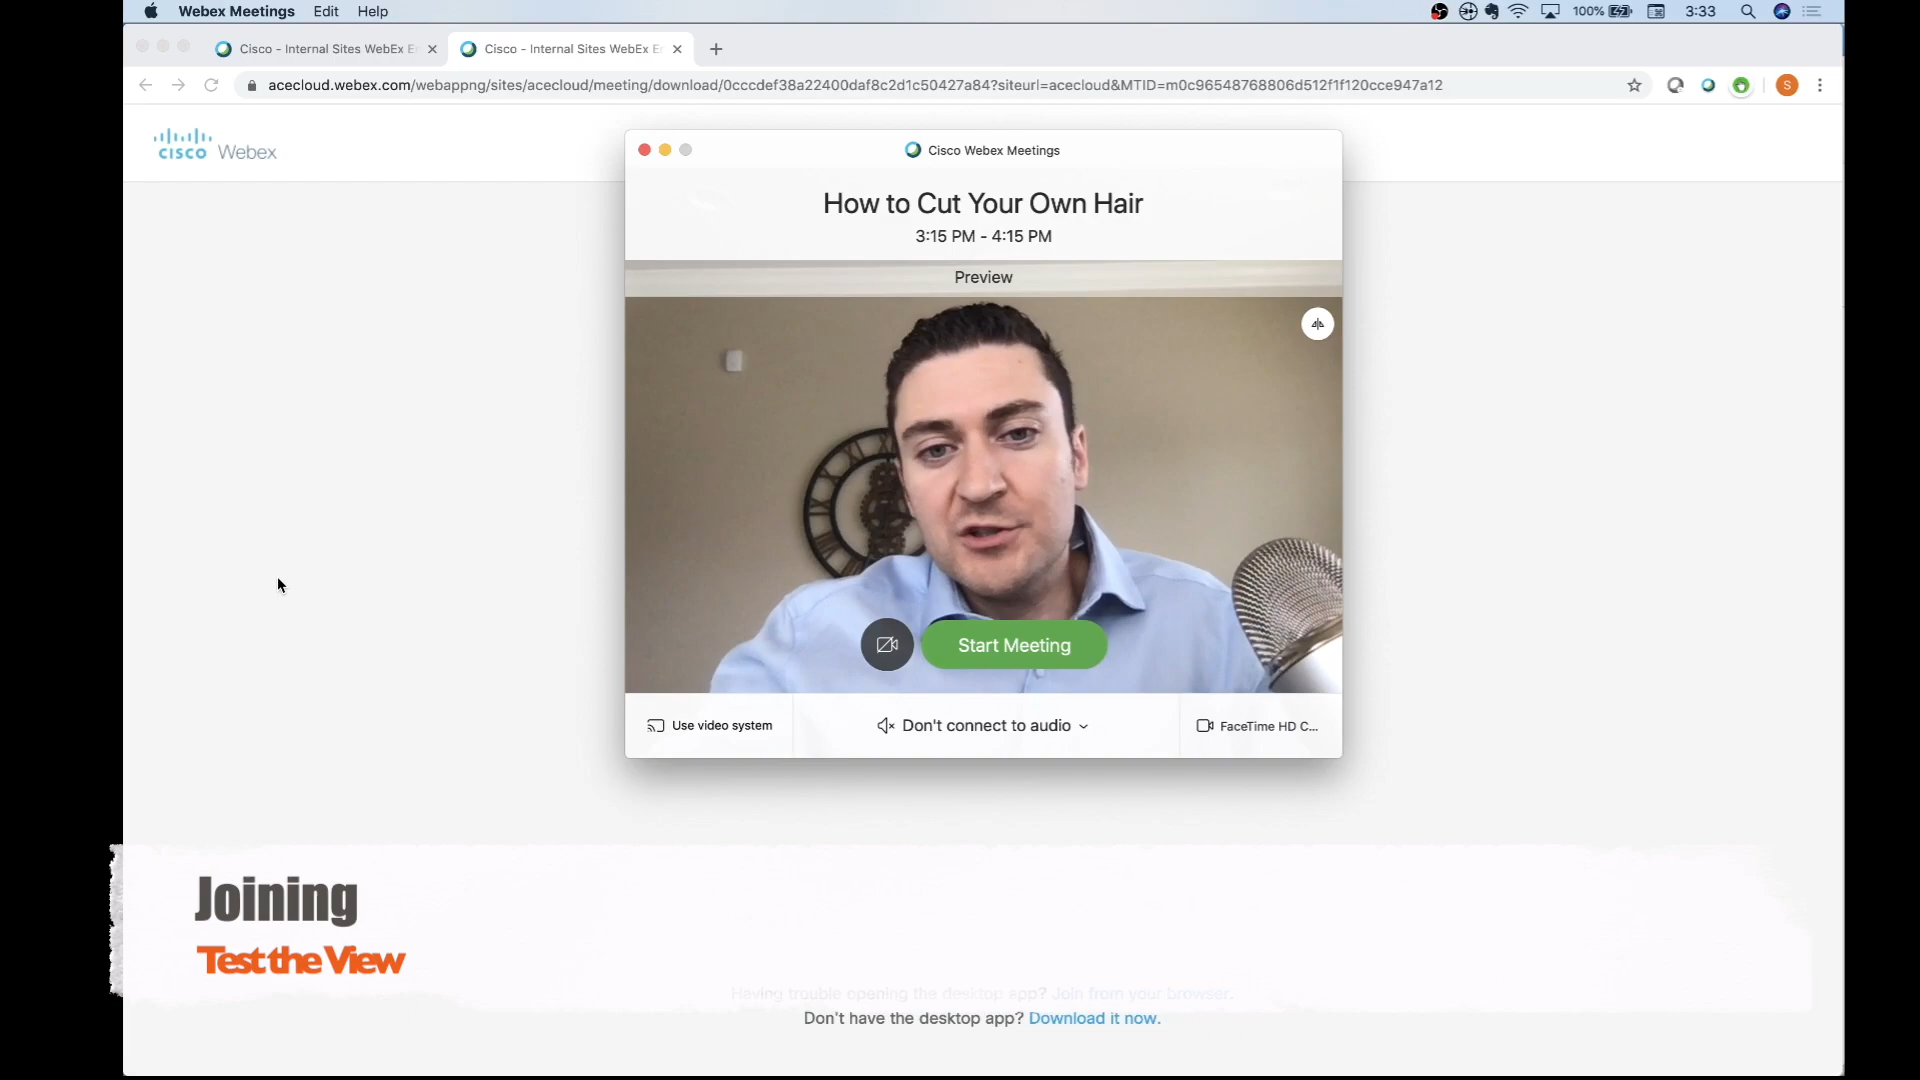 Webex Meetings Edit Help
100% 3:33
Cisco - Internal Sites WebEx E
Cisco - Internal Sites WebEx E
acecloud.webex.com/webappng/sites/acecloud/meeting/download/0cccdef38a22400daf8c2d1c50427a84?siteurl=acecloud&MTID=m0c96548768806d512f1f120cce947a12
S
CISCO Webex
Cisco Webex Meetings
How to Cut Your Own Hair
3:15 PM - 4:15 PM
Preview
Start Meeting
Use video system
Don't connect to audio
FaceTime HD C...
Joining
Test the View
Having trouble opening the desktop app? Join from your browser.
Don't have the desktop app? Download it now.